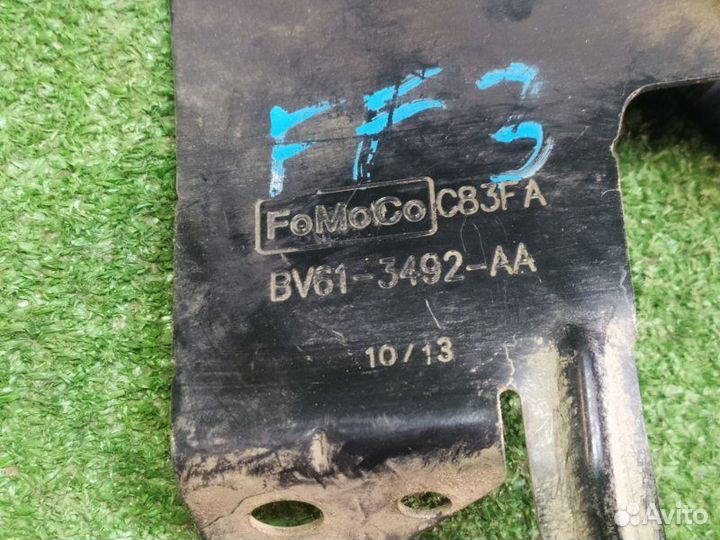 FF3
FoMoCo C83FA
BV61-3492-AA
10/13
Avito